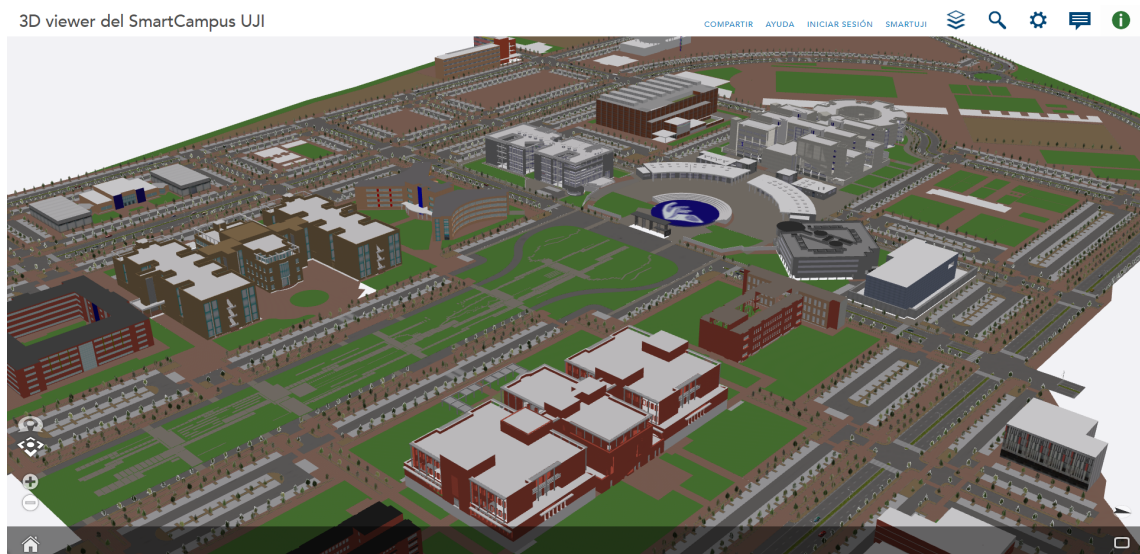 3D viewer del SmartCampus UJI
COMPARTIR AYUDA INICIAR SESIÓN SMARTUJI